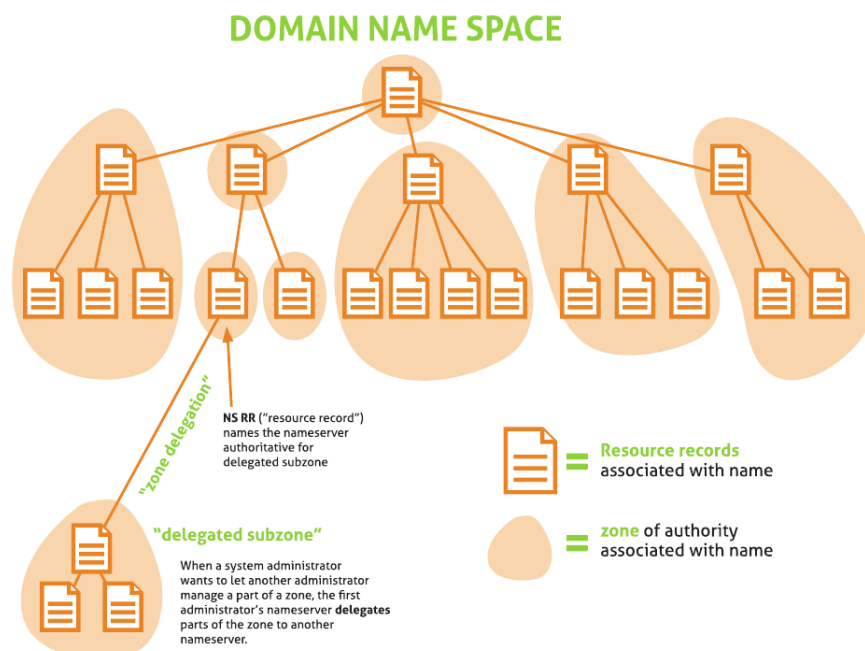 DOMAIN NAME SPACE
NS RR (“resource record”)
names the nameserver
authoritative for
delegated subzone
“zone delegation”
= Resource records
associated with name
= zone of authority
associated with name
“delegated subzone”
When a system administrator
wants to let another administrator
manage a part of a zone, the first
administrator’s nameserver delegates
parts of the zone to another
nameserver.